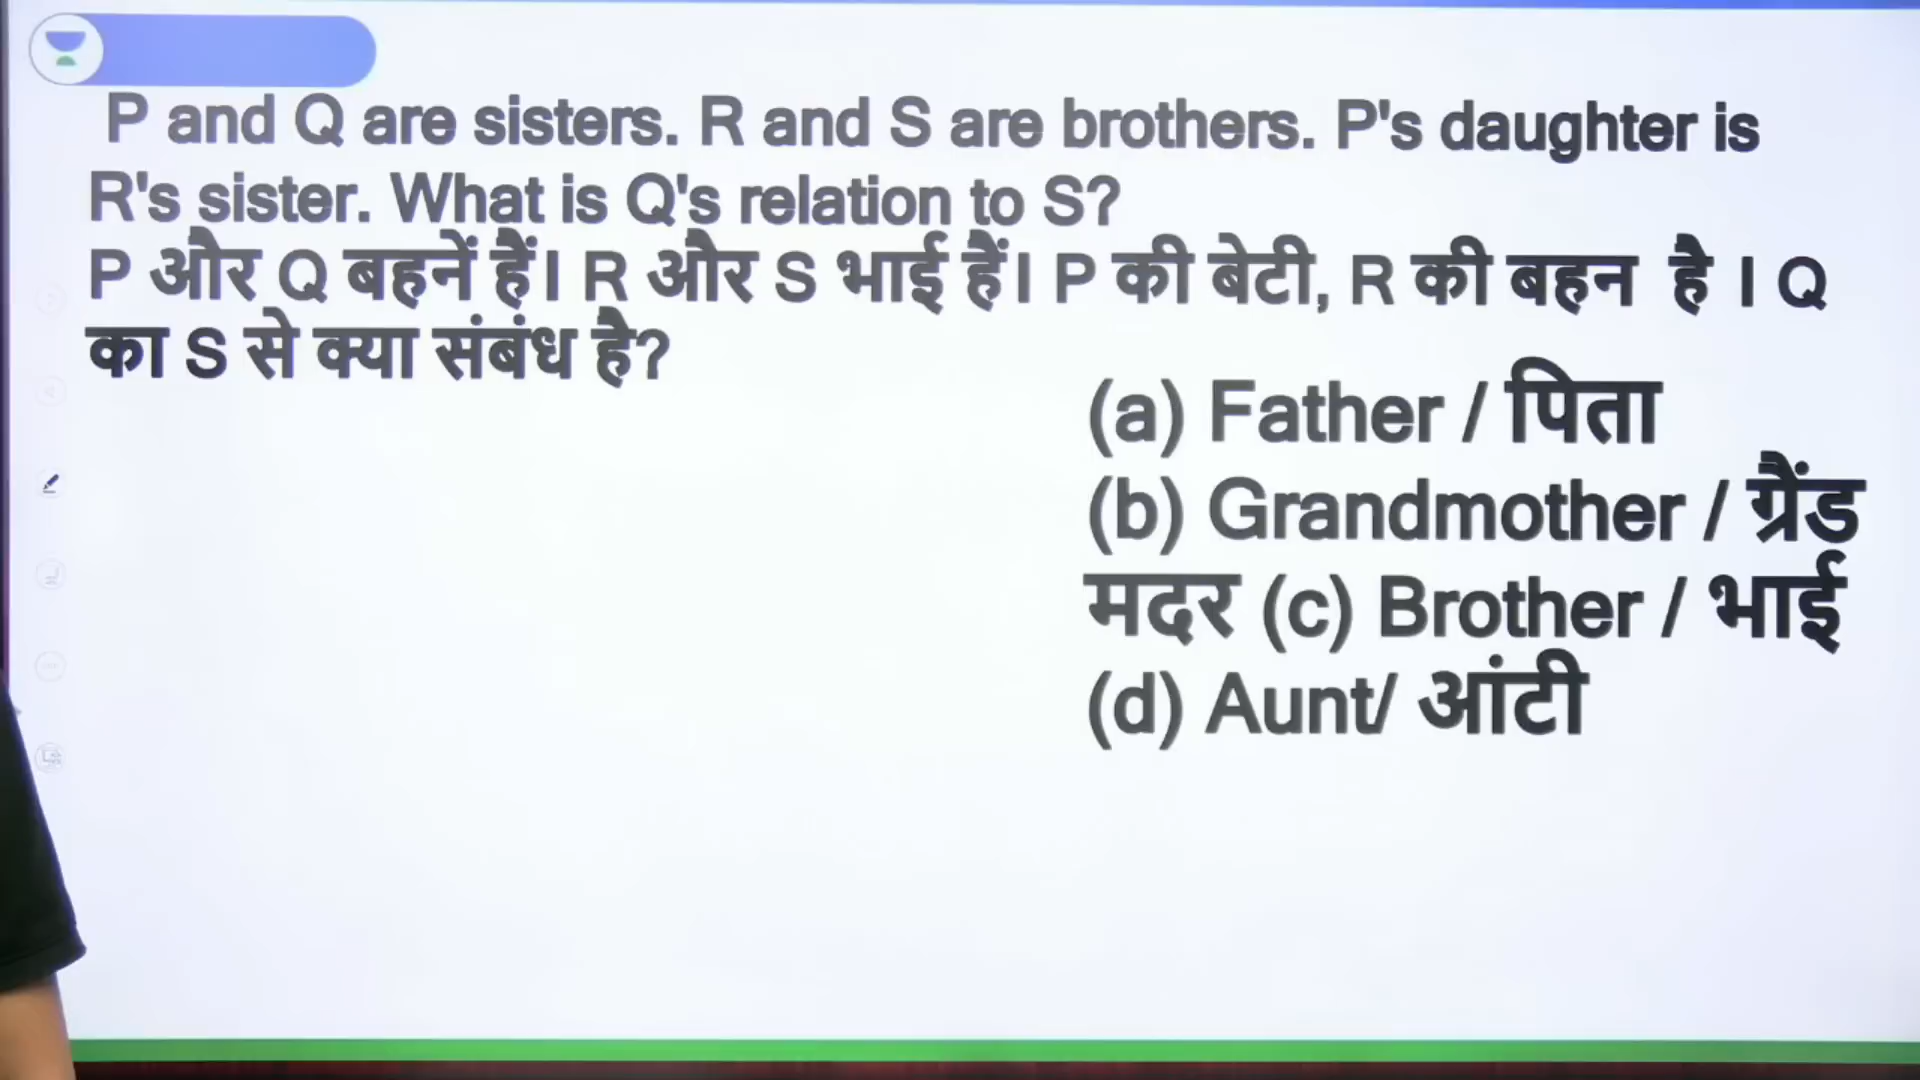 P and Q are sisters. R and S are brothers. P's daughter is
R's sister. What is Q's relation to S?
P और Q बहनें हैं। R और S भाई हैं। P की बेटी, R की बहन है । Q
का S से क्या संबंध है?
(a) Father / पिता
(b) Grandmother / ग्रैंड
मदर (c) Brother / भाई
(d) Aunt/ आंटी